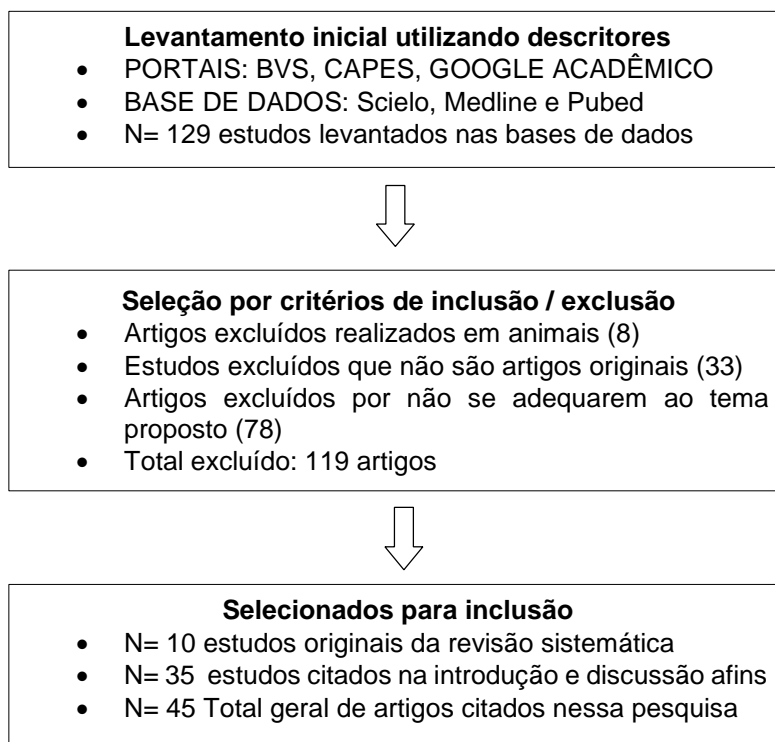 Levantamento inicial utilizando descritores
• PORTAIS: BVS, CAPES, GOOGLE ACADÊMICO
• BASE DE DADOS: Scielo, Medline e Pubed
• N= 129 estudos levantados nas bases de dados
Seleção por critérios de inclusão / exclusão
• Artigos excluídos realizados em animais (8)
• Estudos excluídos que não são artigos originais (33)
• Artigos excluídos por não se adequarem ao tema
proposto (78)
• Total excluído: 119 artigos
Selecionados para inclusão
• N= 10 estudos originais da revisão sistemática
• N= 35 estudos citados na introdução e discussão afins
• N= 45 Total geral de artigos citados nessa pesquisa